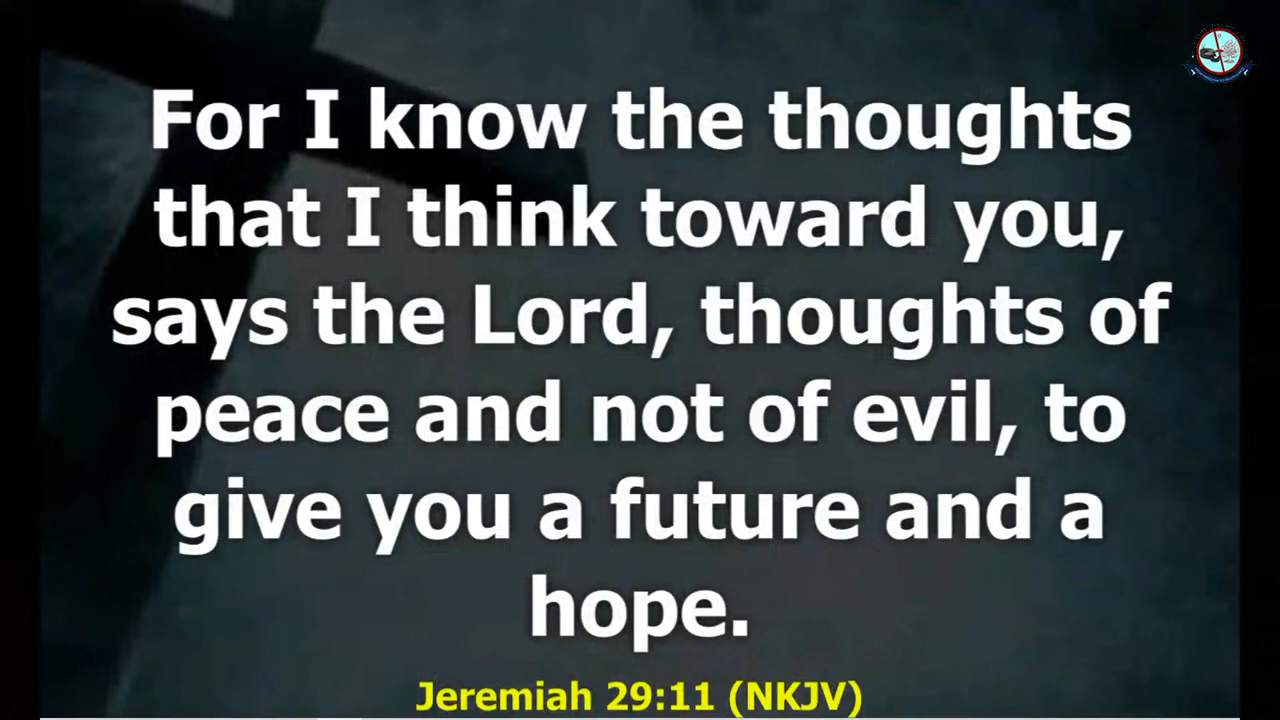 For I know the thoughts
that I think toward you,
says the Lord, thoughts of
peace and not of evil, to
give you a future and a
hope.
Jeremiah 29:11 (NKJV)